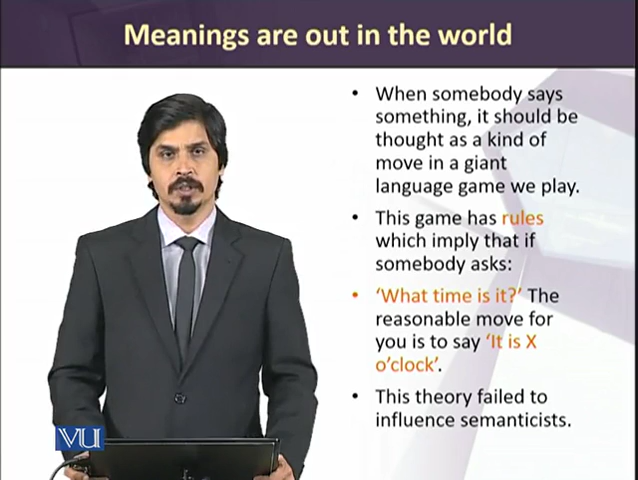 Meanings are out in the world
• When somebody says
something, it should be
thought as a kind of
move in a giant
language game we play.
• This game has rules
which imply that if
somebody asks:
• ‘What time is it?’ The
reasonable move for
you is to say ‘It is X
o’clock’.
• This theory failed to
influence semanticists.
VU